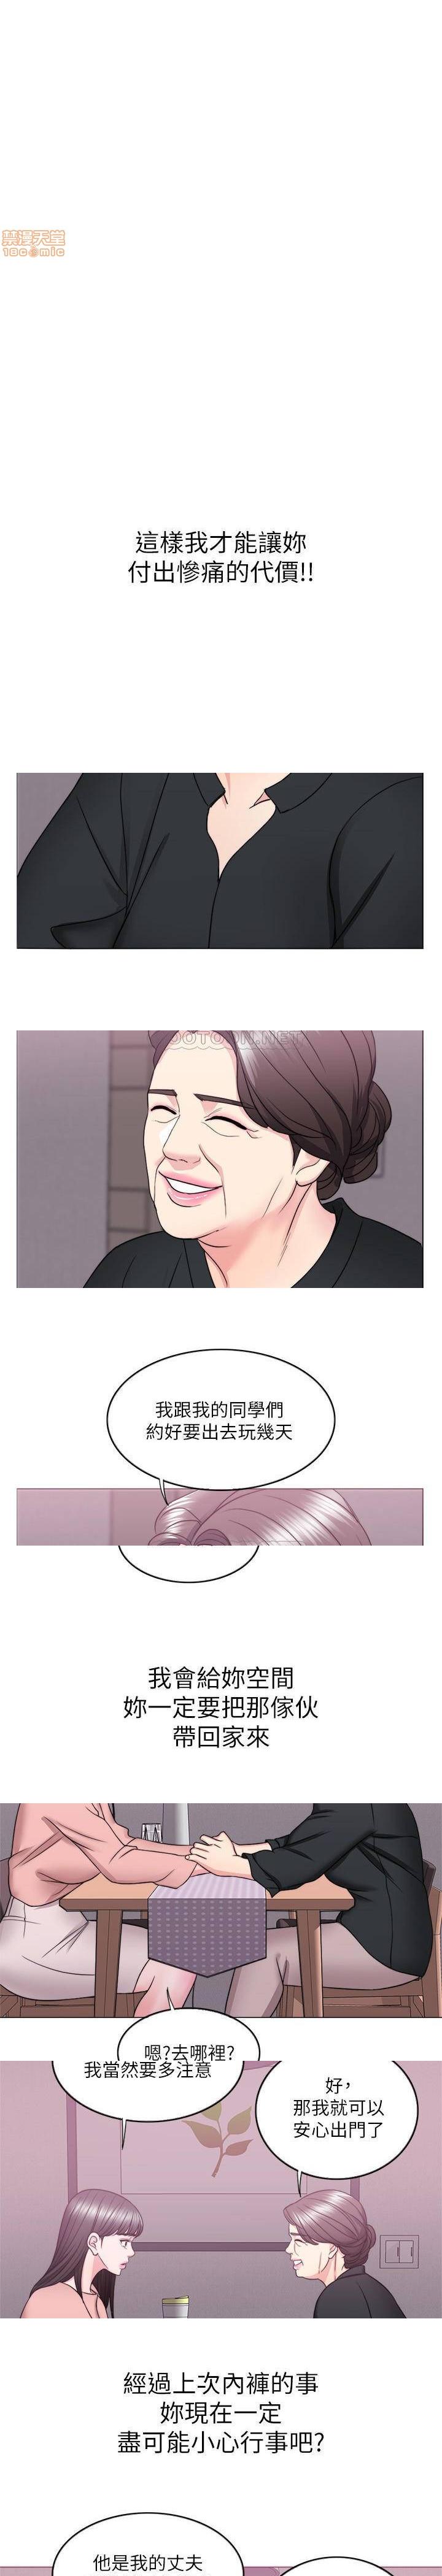 禁漫天堂
18comic
這樣我才能讓妳
付出慘痛的代價!!
TOOTOON.NET
我跟我的同學們
約好要出去玩幾天
我會給妳空間
妳一定要把那傢伙
帶回家來
嗯?去哪裡?
我當然要多注意
好，
那我就可以
安心出門了
經過上次內褲的事
妳現在一定
盡可能小心行事吧?
他是我的丈夫